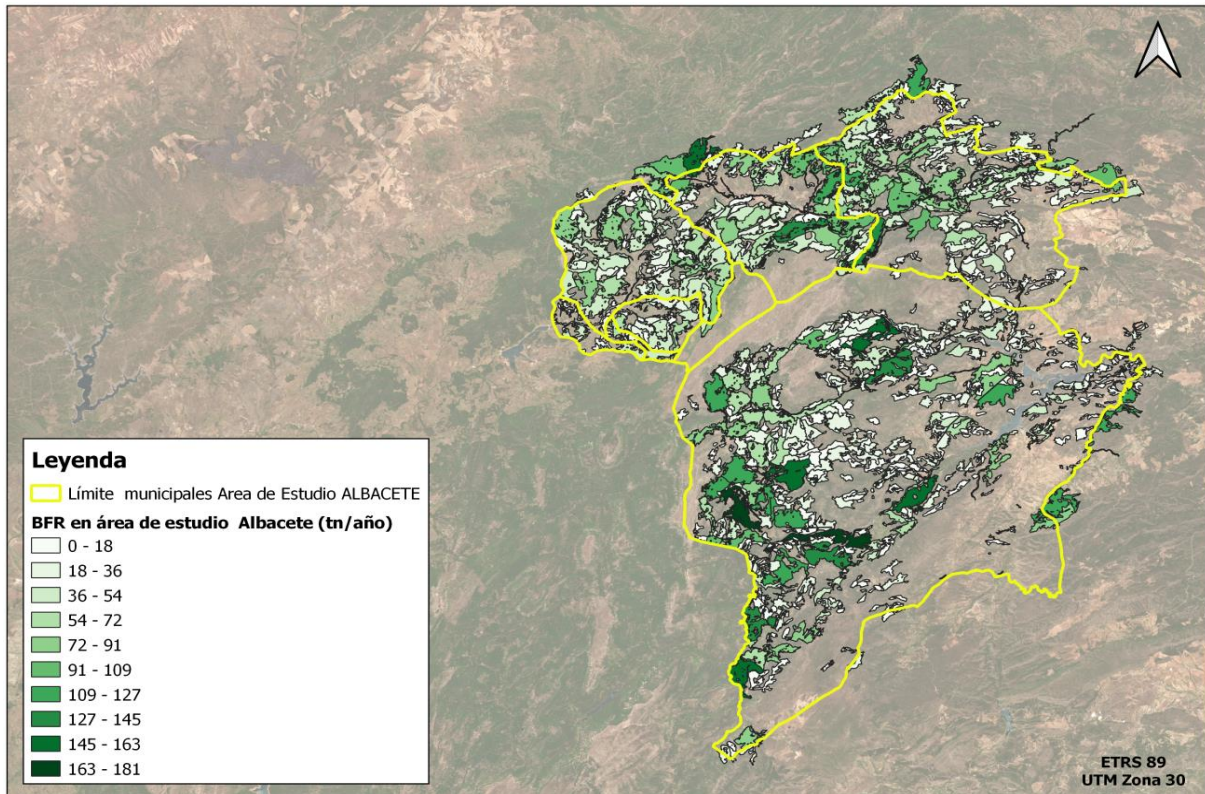 Leyenda
Límite municipales Area de Estudio ALBACETE
BFR en área de estudio Albacete (tn/año)
0 - 18
18 - 36
36 - 54
54 - 72
72 - 91
91 - 109
109 - 127
127 - 145
145 - 163
163 - 181
ETRS 89
UTM Zona 30